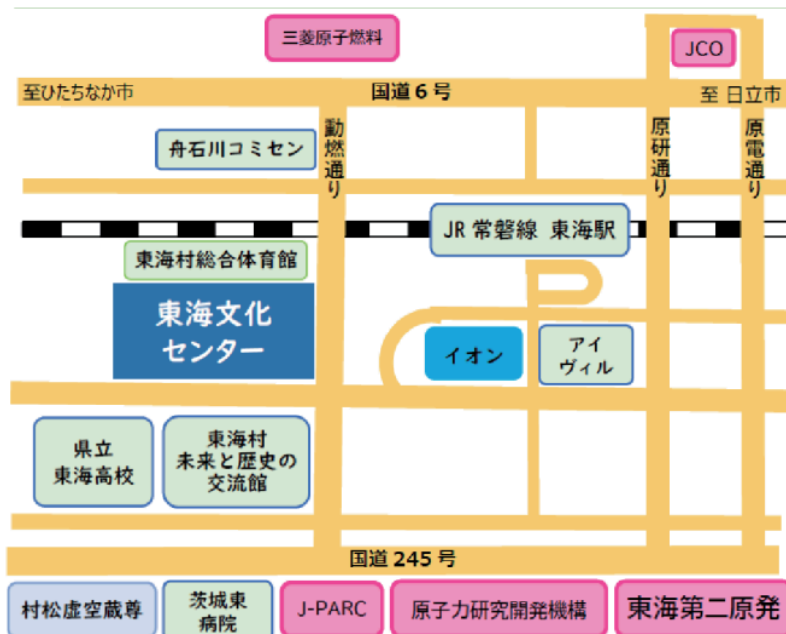 三菱原子燃料
JCO
至ひたちなか市
国道6号
至 日立市
動燃通り
原研通り
原電通り
舟石川コミセン
JR 常磐線 東海駅
東海村総合体育館
東海文化
センター
イオン
アイ
ヴィル
県立
東海高校
東海村
未来と歴史の
交流館
国道 245 号
村松虚空蔵尊
茨城東
病院
J-PARC
原子力研究開発機構
東海第二原発